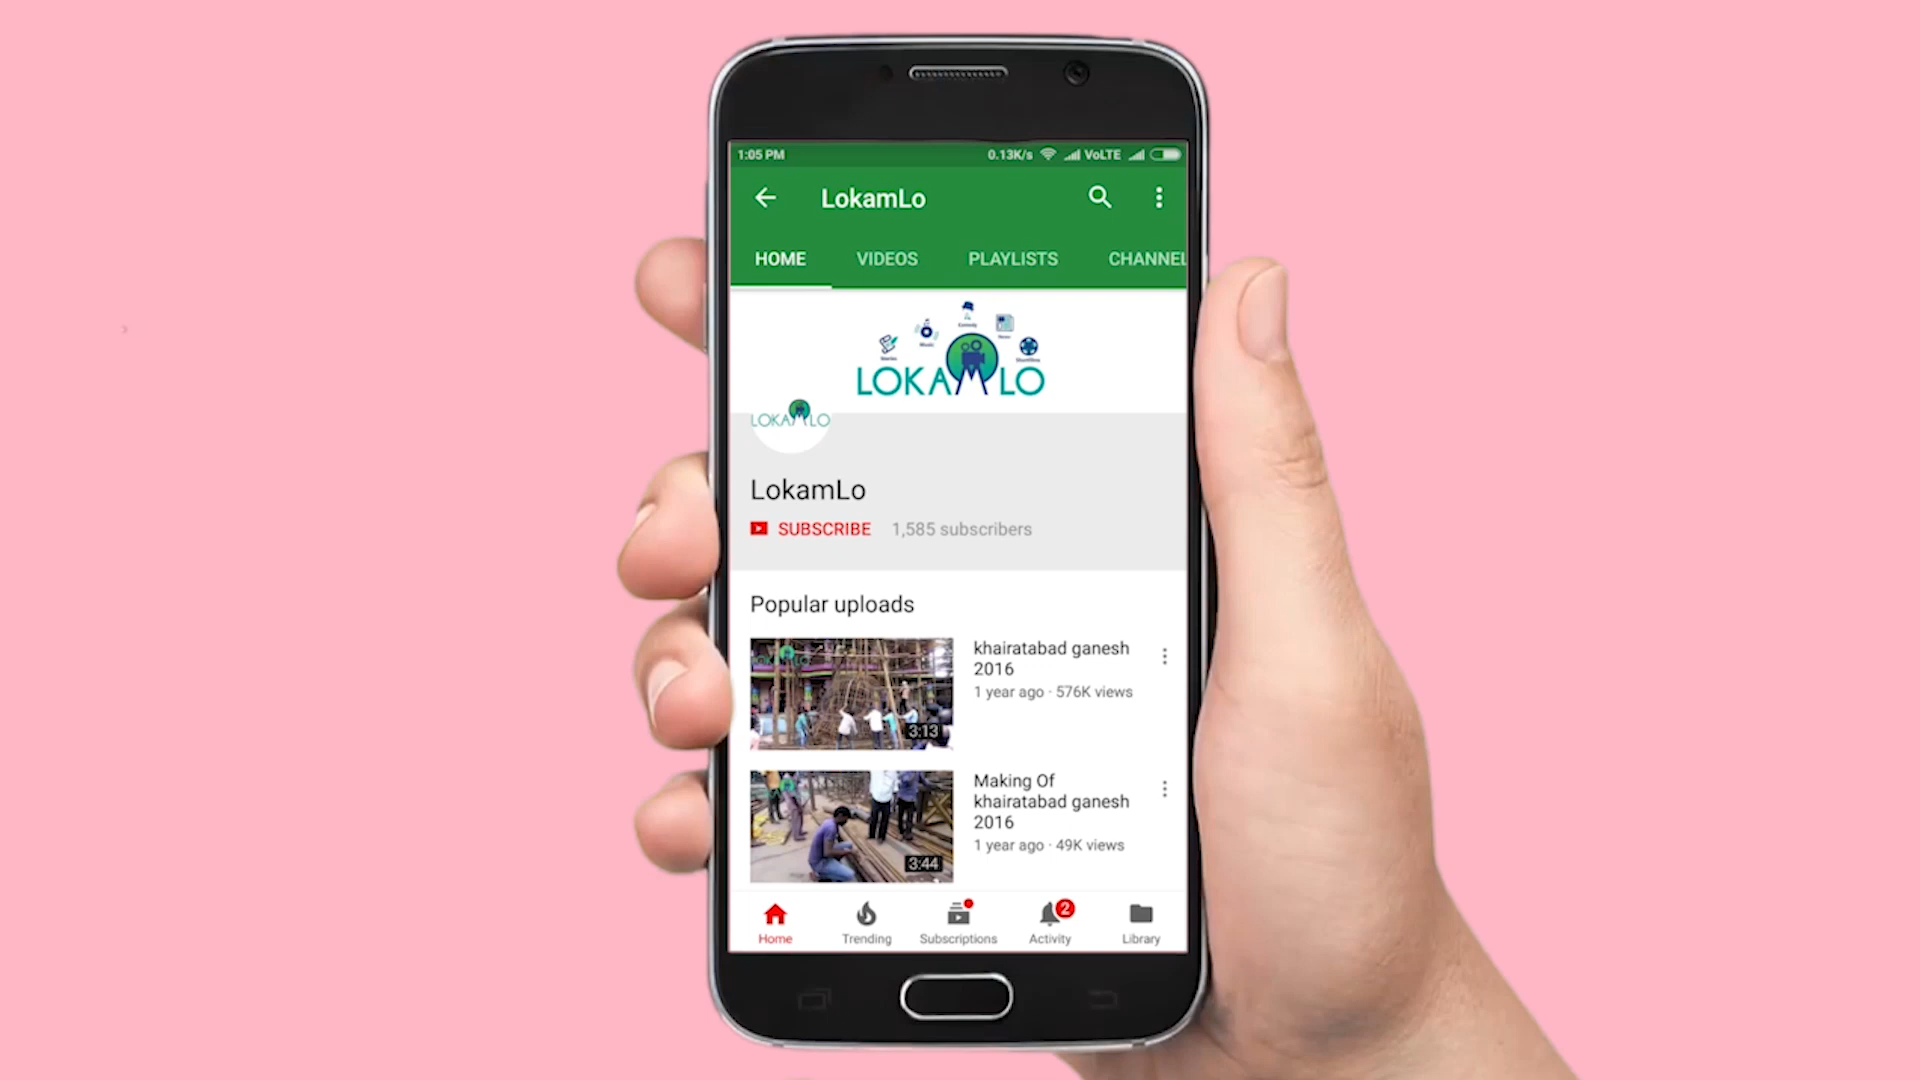 1:05 PM 0.13K/s VoLTE
LokamLo
HOME VIDEOS PLAYLISTS CHANNEL
Comedy
LOKAMLO
LOKAMLO
LokamLo
SUBSCRIBE 1,585 subscribers
Popular uploads
khairatabad ganesh
2016
1 year ago · 576K views
3:13
Making Of
khairatabad ganesh
2016
1 year ago · 49K views
3:44
2
Home Trending Subscriptions Activity Library